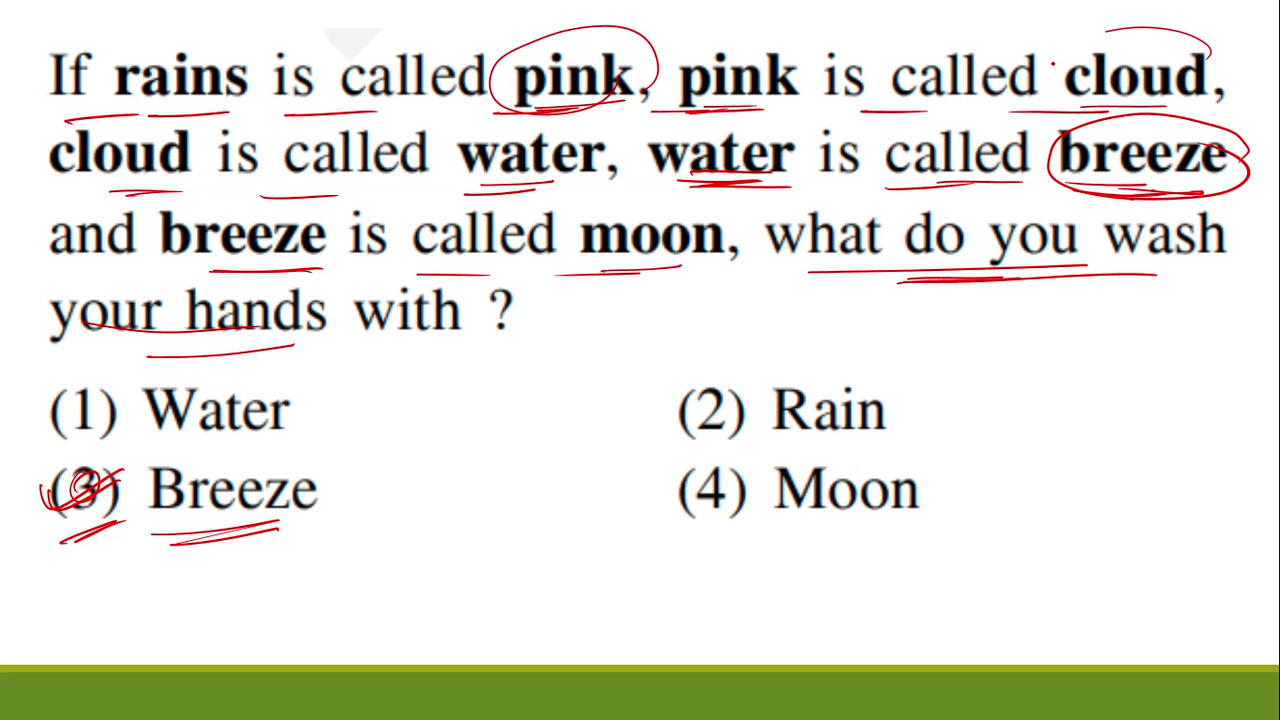 If rains is called pink, pink is called cloud,
cloud is called water, water is called breeze
and breeze is called moon, what do you wash
your hands with ?
(1) Water (2) Rain
(3) Breeze (4) Moon